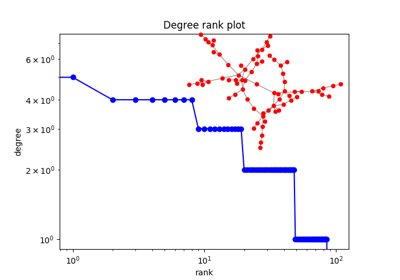 Degree rank plot
degree
6 × 10⁰
4 × 10⁰
3 × 10⁰
2 × 10⁰
10⁰
10⁰ 10¹ 10²
rank